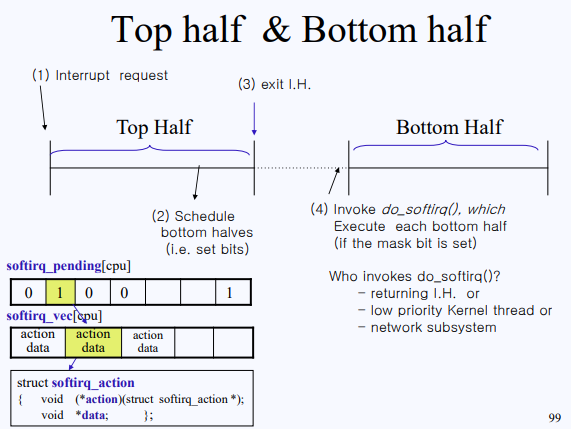 Top half & Bottom half
(1) Interrupt request
(3) exit I.H.
Top Half
Bottom Half
(2) Schedule
bottom halves
(i.e. set bits)
(4) Invoke do_softirq(), which
Execute each bottom half
(if the mask bit is set)
softirq_pending[cpu]
0 1 0 0 1
softirq_vec[cpu]
action action action
data data data
struct softirq_action
{ void (*action)(struct softirq_action *);
void *data; };
Who invokes do_softirq()?
– returning I.H. or
– low priority Kernel thread or
– network subsystem
99